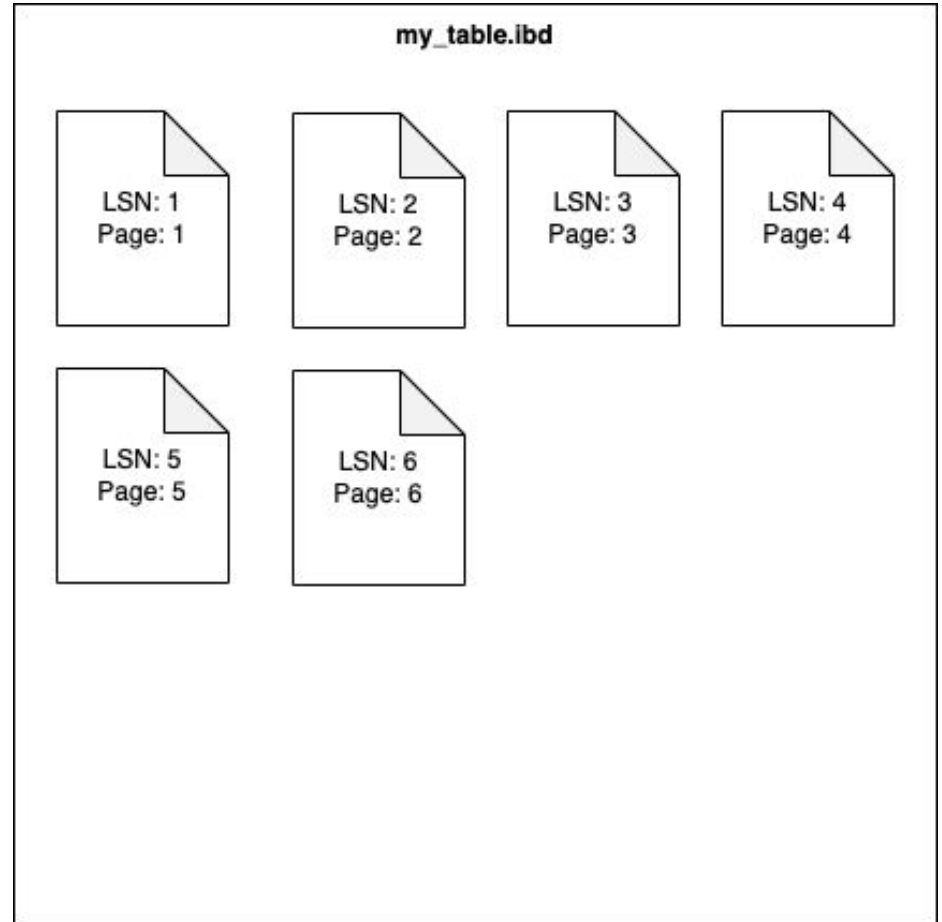 my_table.ibd
LSN: 1
Page: 1
LSN: 2
Page: 2
LSN: 3
Page: 3
LSN: 4
Page: 4
LSN: 5
Page: 5
LSN: 6
Page: 6